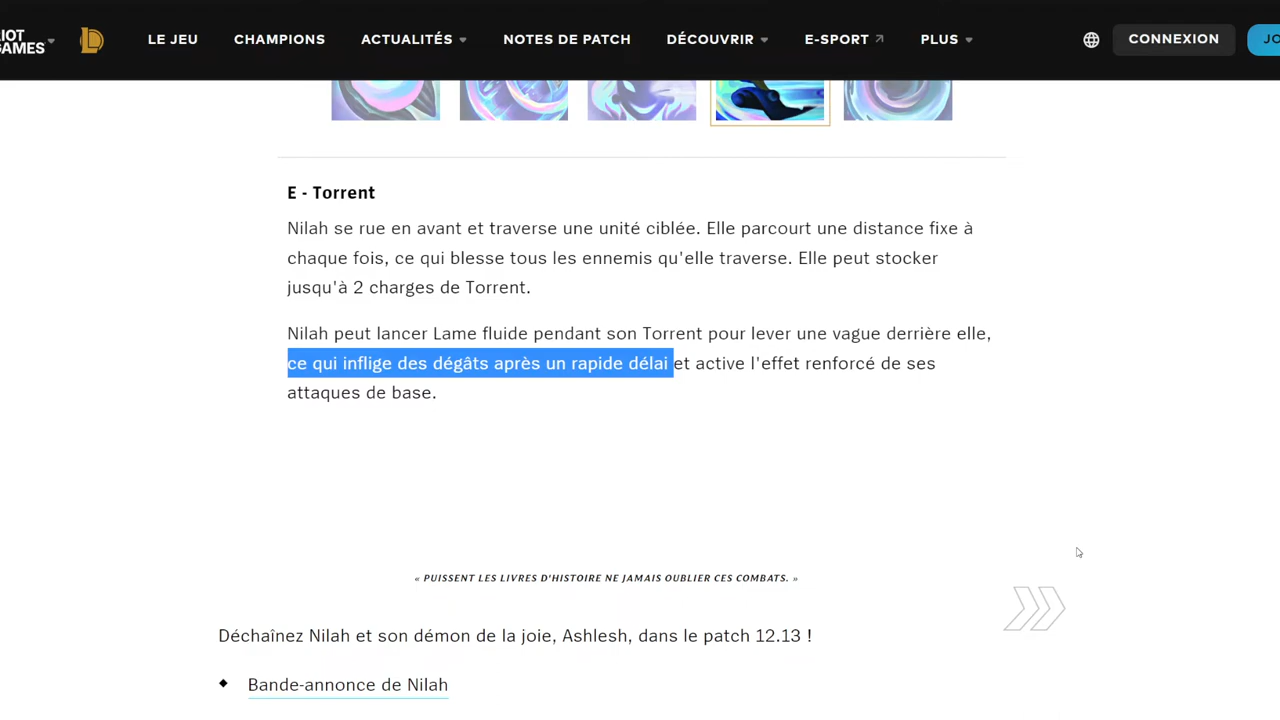 IOT
GAMES
LE JEU CHAMPIONS ACTUALITÉS NOTES DE PATCH DÉCOUVRIR E-SPORT PLUS CONNEXION JO
E - Torrent
Nilah se rue en avant et traverse une unité ciblée. Elle parcourt une distance fixe à
chaque fois, ce qui blesse tous les ennemis qu'elle traverse. Elle peut stocker
jusqu'à 2 charges de Torrent.
Nilah peut lancer Lame fluide pendant son Torrent pour lever une vague derrière elle,
ce qui inflige des dégâts après un rapide délai et active l'effet renforcé de ses
attaques de base.
« PUISSENT LES LIVRES D'HISTOIRE NE JAMAIS OUBLIER CES COMBATS. »
Déchaînez Nilah et son démon de la joie, Ashlesh, dans le patch 12.13 !
Bande-annonce de Nilah